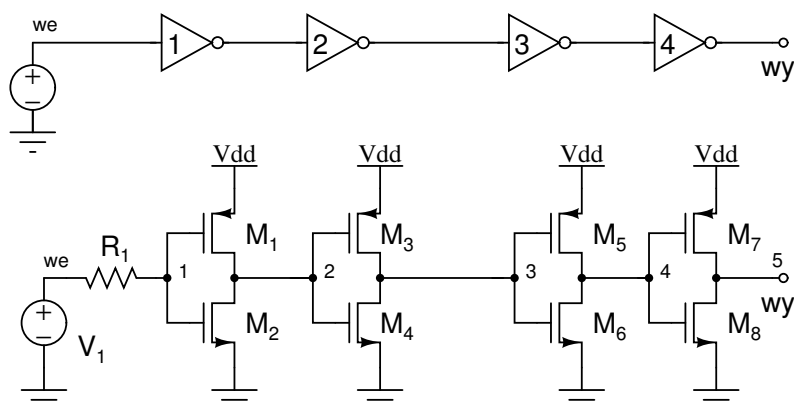 we
1 2 3 4
wy
Vdd Vdd Vdd Vdd
R₁ M₁ M₃ M₅ M₇
we 1 2 3 4 5
wy
V₁ M₂ M₄ M₆ M₈